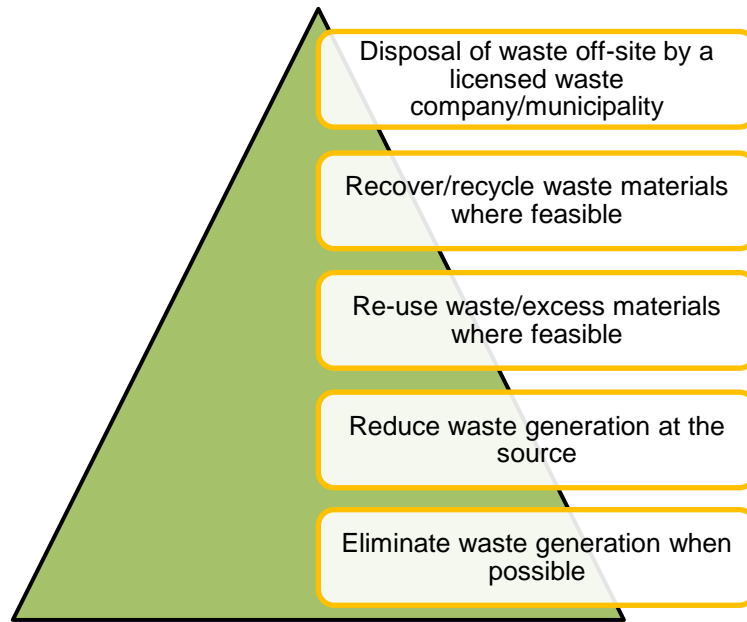 Disposal of waste off-site by a
licensed waste
company/municipality
Recover/recycle waste materials
where feasible
Re-use waste/excess materials
where feasible
Reduce waste generation at the
source
Eliminate waste generation when
possible